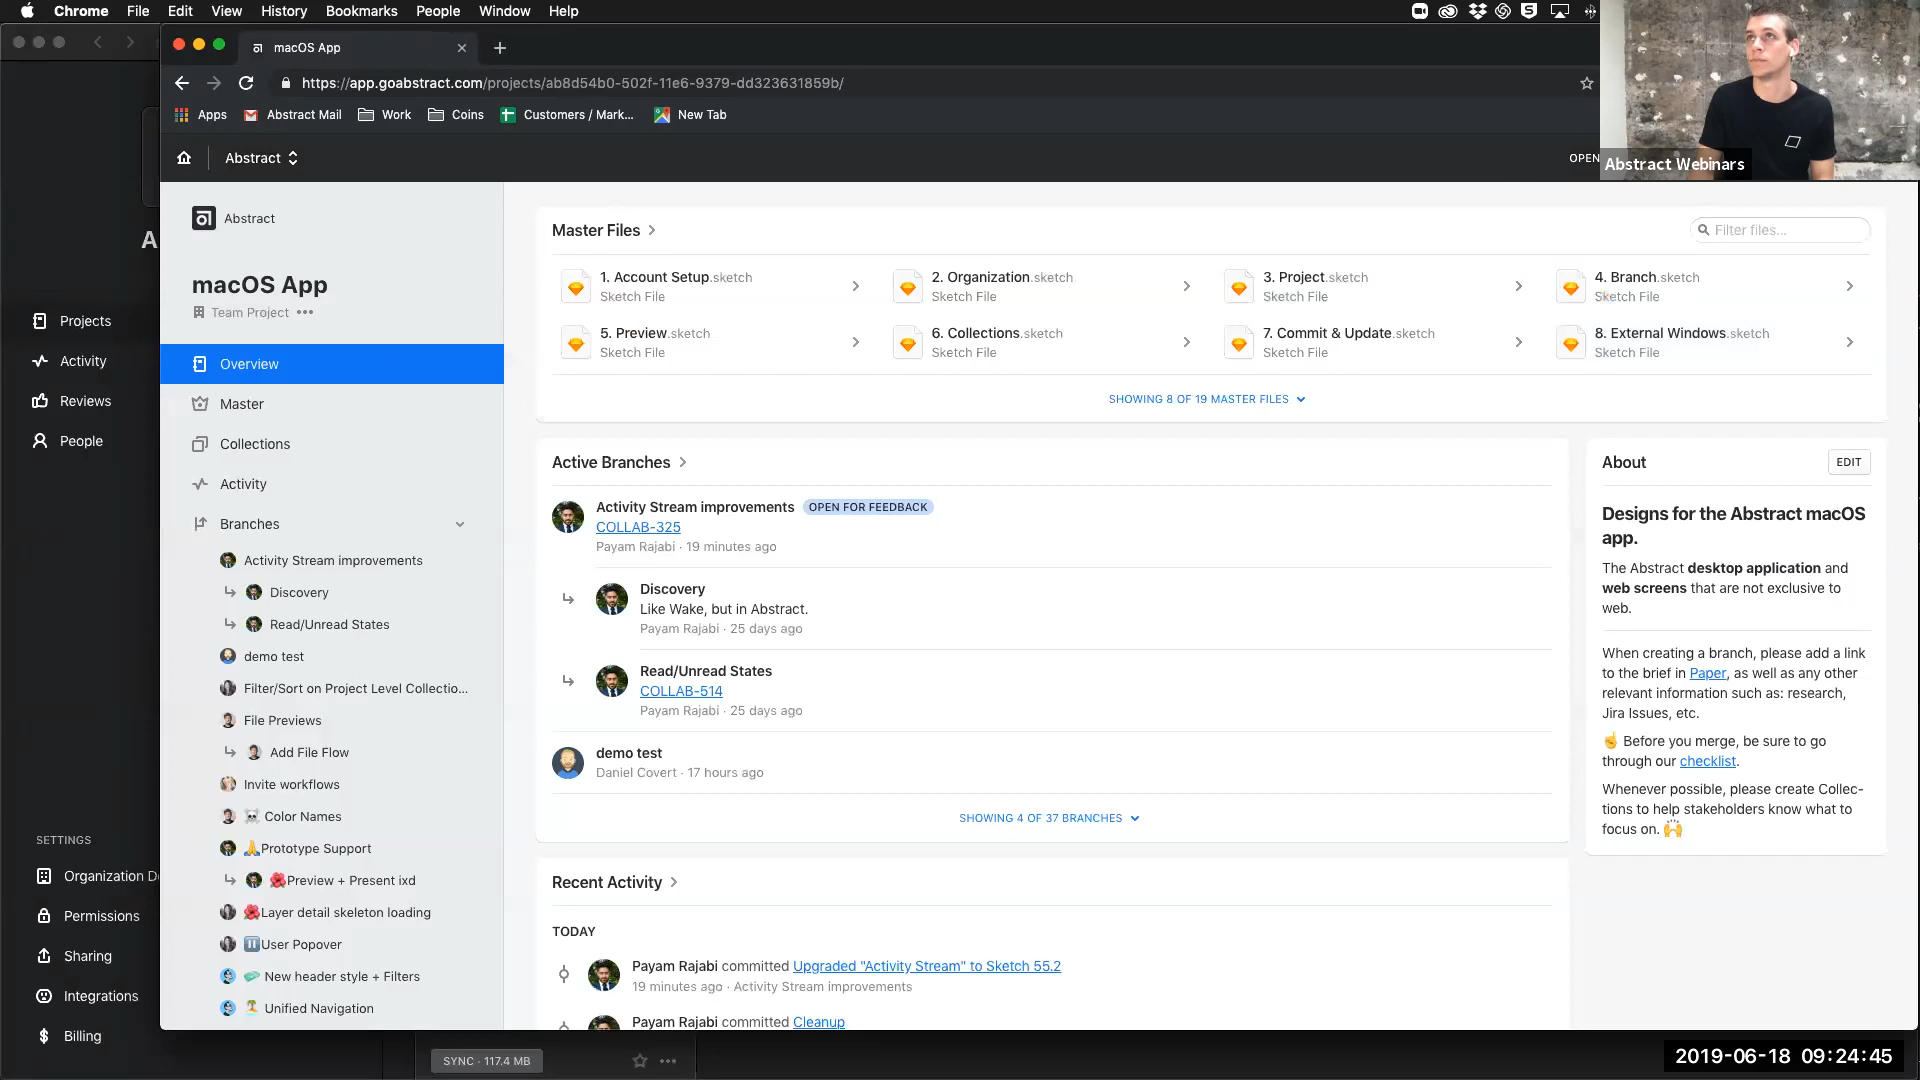 Chrome File Edit View History Bookmarks People Window Help
macOS App
https://app.goabstract.com/projects/ab8d54b0-502f-11e6-9379-dd323631859b/
Apps Abstract Mail Work Coins Customers / Mark... New Tab
Abstract
OPEN
Abstract Webinars
A
Projects
Activity
Reviews
People
SETTINGS
Organization De
Permissions
Sharing
Integrations
Billing
Abstract
macOS App
Team Project
Overview
Master
Collections
Activity
Branches
Activity Stream improvements
Discovery
Read/Unread States
demo test
Filter/Sort on Project Level Collectio...
File Previews
Add File Flow
Invite workflows
Color Names
Prototype Support
Preview + Present ixd
Layer detail skeleton loading
User Popover
New header style + Filters
Unified Navigation
Master Files
Filter files...
1. Account Setup.sketch
Sketch File
2. Organization.sketch
Sketch File
3. Project.sketch
Sketch File
4. Branch.sketch
Sketch File
5. Preview.sketch
Sketch File
6. Collections.sketch
Sketch File
7. Commit & Update.sketch
Sketch File
8. External Windows.sketch
Sketch File
SHOWING 8 OF 19 MASTER FILES
Active Branches
Activity Stream improvements OPEN FOR FEEDBACK
COLLAB-325
Payam Rajabi · 19 minutes ago
Discovery
Like Wake, but in Abstract.
Payam Rajabi · 25 days ago
Read/Unread States
COLLAB-514
Payam Rajabi · 25 days ago
demo test
Daniel Covert · 17 hours ago
SHOWING 4 OF 37 BRANCHES
About
EDIT
Designs for the Abstract macOS
app.
The Abstract desktop application and
web screens that are not exclusive to
web.
When creating a branch, please add a link
to the brief in Paper, as well as any other
relevant information such as: research,
Jira Issues, etc.
☝ Before you merge, be sure to go
through our checklist.
Whenever possible, please create Collec-
tions to help stakeholders know what to
focus on. 🙌
Recent Activity
TODAY
Payam Rajabi committed Upgraded "Activity Stream" to Sketch 55.2
19 minutes ago · Activity Stream improvements
Payam Rajabi committed Cleanup
SYNC · 117.4 MB
2019-06-18 09:24:45